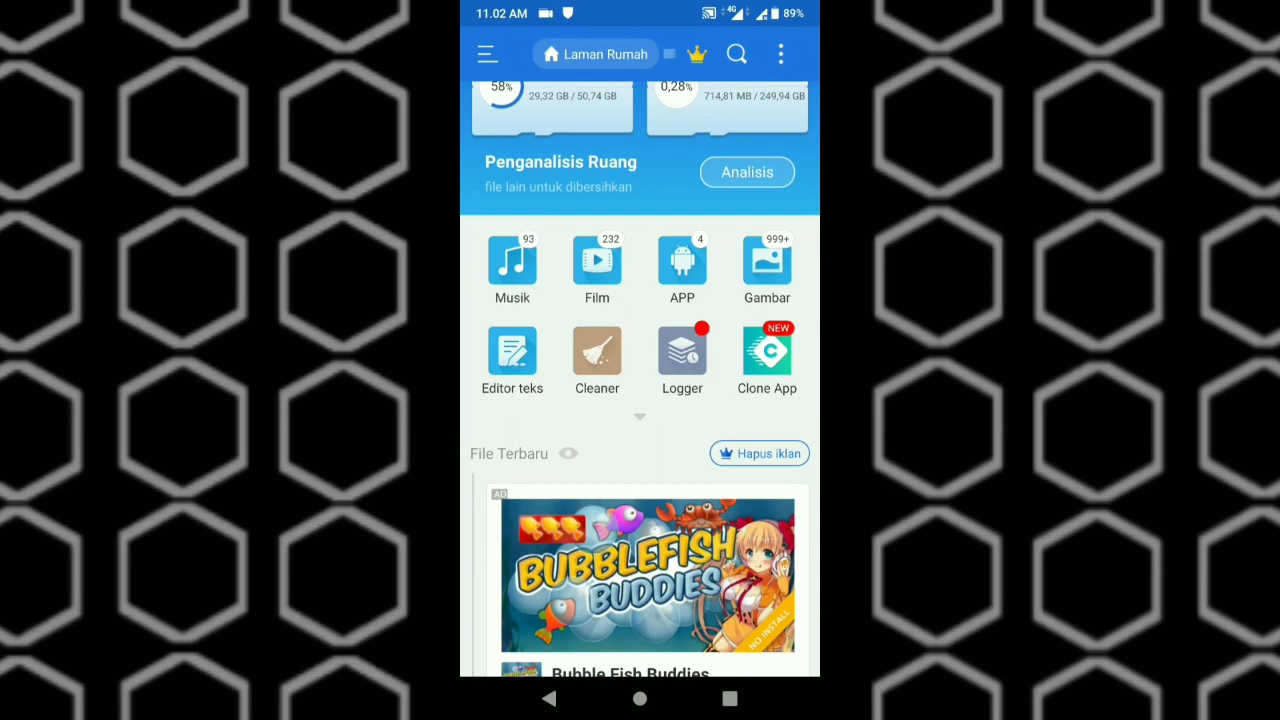 11.02 AM 4G 89%
Laman Rumah
58% 29,32 GB / 50,74 GB
0,28% 714,81 MB / 249,94 GB
Penganalisis Ruang
Analisis
file lain untuk dibersihkan
93 232 4 999+
Musik Film APP Gambar
NEW
Editor teks Cleaner Logger Clone App
File Terbaru Hapus iklan
AD
BUBBLEFISH
BUDDIES
NO INSTALL
Bubble Fish Buddies